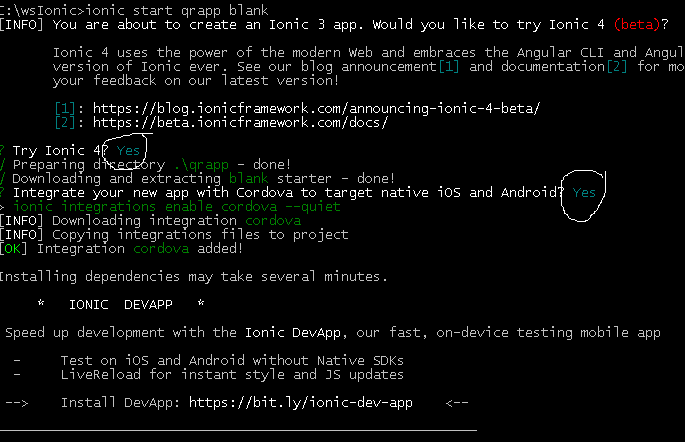 C:\wsIonic>ionic start qrapp blank
[INFO] You are about to create an Ionic 3 app. Would you like to try Ionic 4 (beta)?
Ionic 4 uses the power of the modern Web and embraces the Angular CLI and Angul
version of Ionic ever. See our blog announcement[1] and documentation[2] for mo
your feedback on our latest version!
[1]: https://blog.ionicframework.com/announcing-ionic-4-beta/
[2]: https://beta.ionicframework.com/docs/
? Try Ionic 4? Yes
/ Preparing directory .\qrapp - done!
/ Downloading and extracting blank starter - done!
? Integrate your new app with Cordova to target native iOS and Android? Yes
> ionic integrations enable cordova --quiet
[INFO] Downloading integration cordova
[INFO] Copying integrations files to project
[OK] Integration cordova added!
Installing dependencies may take several minutes.
* IONIC DEVAPP *
Speed up development with the Ionic DevApp, our fast, on-device testing mobile app
- Test on iOS and Android without Native SDKs
- LiveReload for instant style and JS updates
--> Install DevApp: https://bit.ly/ionic-dev-app <--